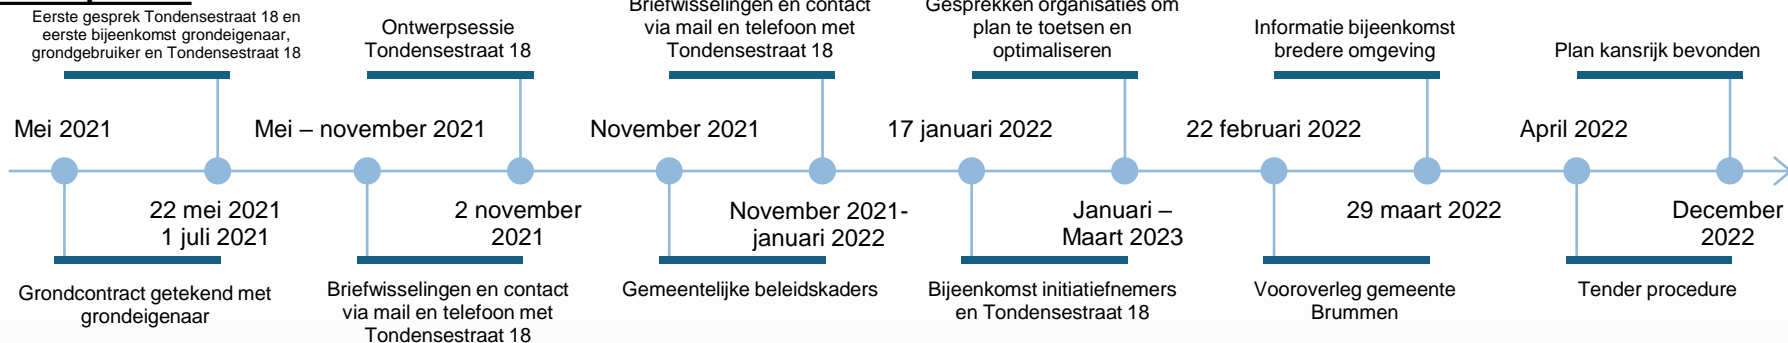 Eerste gesprek Tondensestraat 18 en
eerste bijeenkomst grondeigenaar,
grondgebruiker en Tondensestraat 18
Ontwerpsessie
Tondensestraat 18
Briefwisselingen en contact
via mail en telefoon met
Tondensestraat 18
Gesprekken organisaties om
plan te toetsen en
optimaliseren
Informatie bijeenkomst
bredere omgeving
Plan kansrijk bevonden
Mei 2021
Mei – november 2021
November 2021
17 januari 2022
22 februari 2022
April 2022
22 mei 2021
1 juli 2021
2 november
2021
November 2021-
januari 2022
Januari –
Maart 2023
29 maart 2022
December
2022
Grondcontract getekend met
grondeigenaar
Briefwisselingen en contact
via mail en telefoon met
Tondensestraat 18
Gemeentelijke beleidskaders
Bijeenkomst initiatiefnemers
en Tondensestraat 18
Vooroverleg gemeente
Brummen
Tender procedure